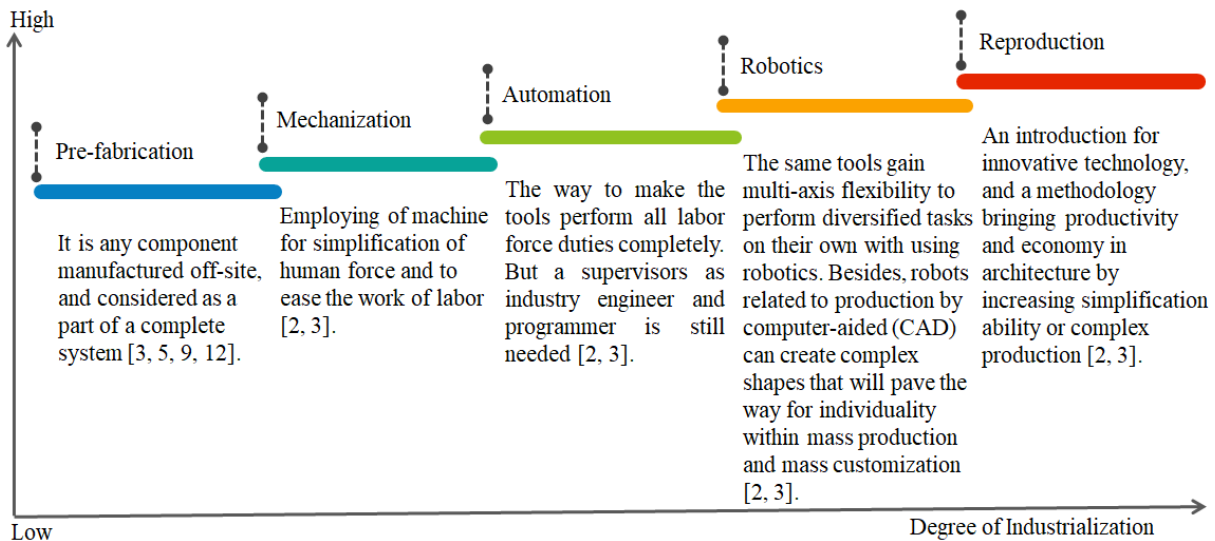 High
Pre-fabrication
It is any component
manufactured off-site,
and considered as a
part of a complete
system [3, 5, 9, 12].
Mechanization
Employing of machine
for simplification of
human force and to
ease the work of labor
[2, 3].
Automation
The way to make the
tools perform all labor
force duties completely.
But a supervisors as
industry engineer and
programmer is still
needed [2, 3].
Robotics
The same tools gain
multi-axis flexibility to
perform diversified tasks
on their own with using
robotics. Besides, robots
related to production by
computer-aided (CAD)
can create complex
shapes that will pave the
way for individuality
within mass production
and mass customization
[2, 3].
Reproduction
An introduction for
innovative technology,
and a methodology
bringing productivity
and economy in
architecture by
increasing simplification
ability or complex
production [2, 3].
Low
Degree of Industrialization